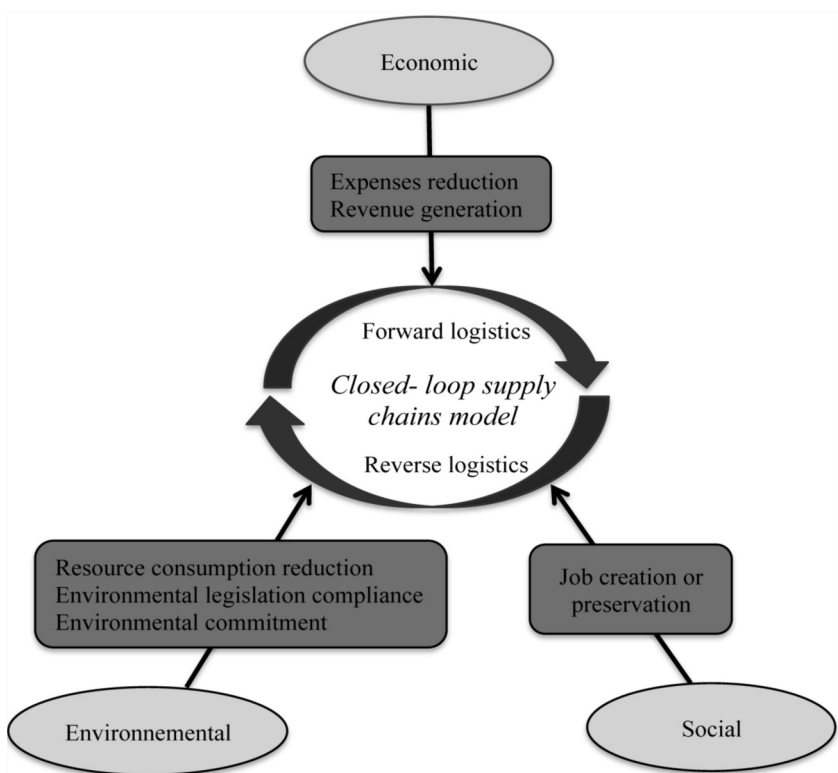 Economic
Expenses reduction
Revenue generation
Forward logistics
Closed- loop supply
chains model
Reverse logistics
Resource consumption reduction
Environmental legislation compliance
Environmental commitment
Job creation or
preservation
Environnemental
Social